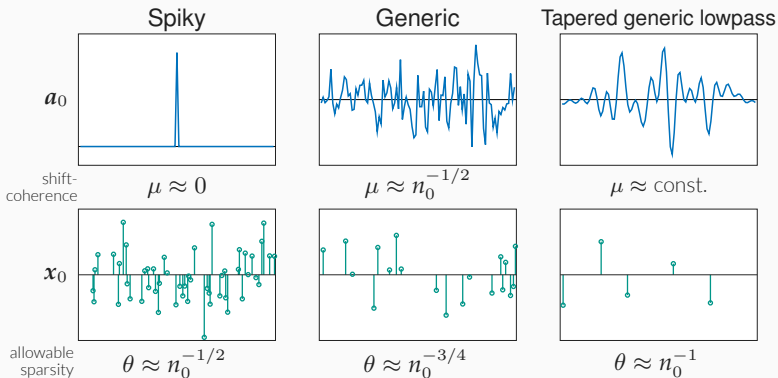 Spiky Generic Tapered generic lowpass
a₀
shift-
coherence
μ ≈ 0 μ ≈ n₀^{-1/2} μ ≈ const.
x₀
allowable
sparsity
θ ≈ n₀^{-1/2} θ ≈ n₀^{-3/4} θ ≈ n₀^{-1}